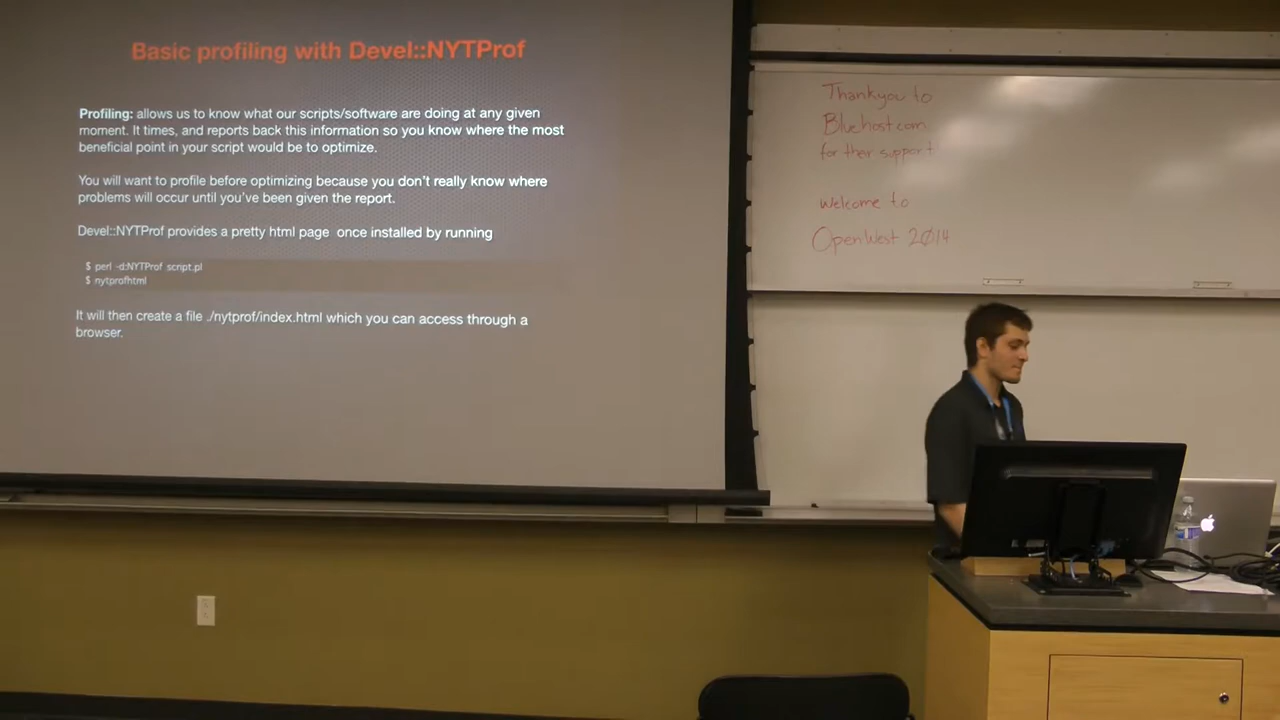 Basic profiling with Devel::NYTProf
Profiling: allows us to know what our scripts/software are doing at any given
moment. It times, and reports back this information so you know where the most
beneficial point in your script would be to optimize.
You will want to profile before optimizing because you don't really know where
problems will occur until you've been given the report.
Devel::NYTProf provides a pretty html page once installed by running
$ perl -d:NYTProf script.pl
$ nytprofhtml
It will then create a file ./nytprof/index.html which you can access through a
browser.
Thankyou to
Bluehost.com
for ther support
Welcome to
OpenWest 2014